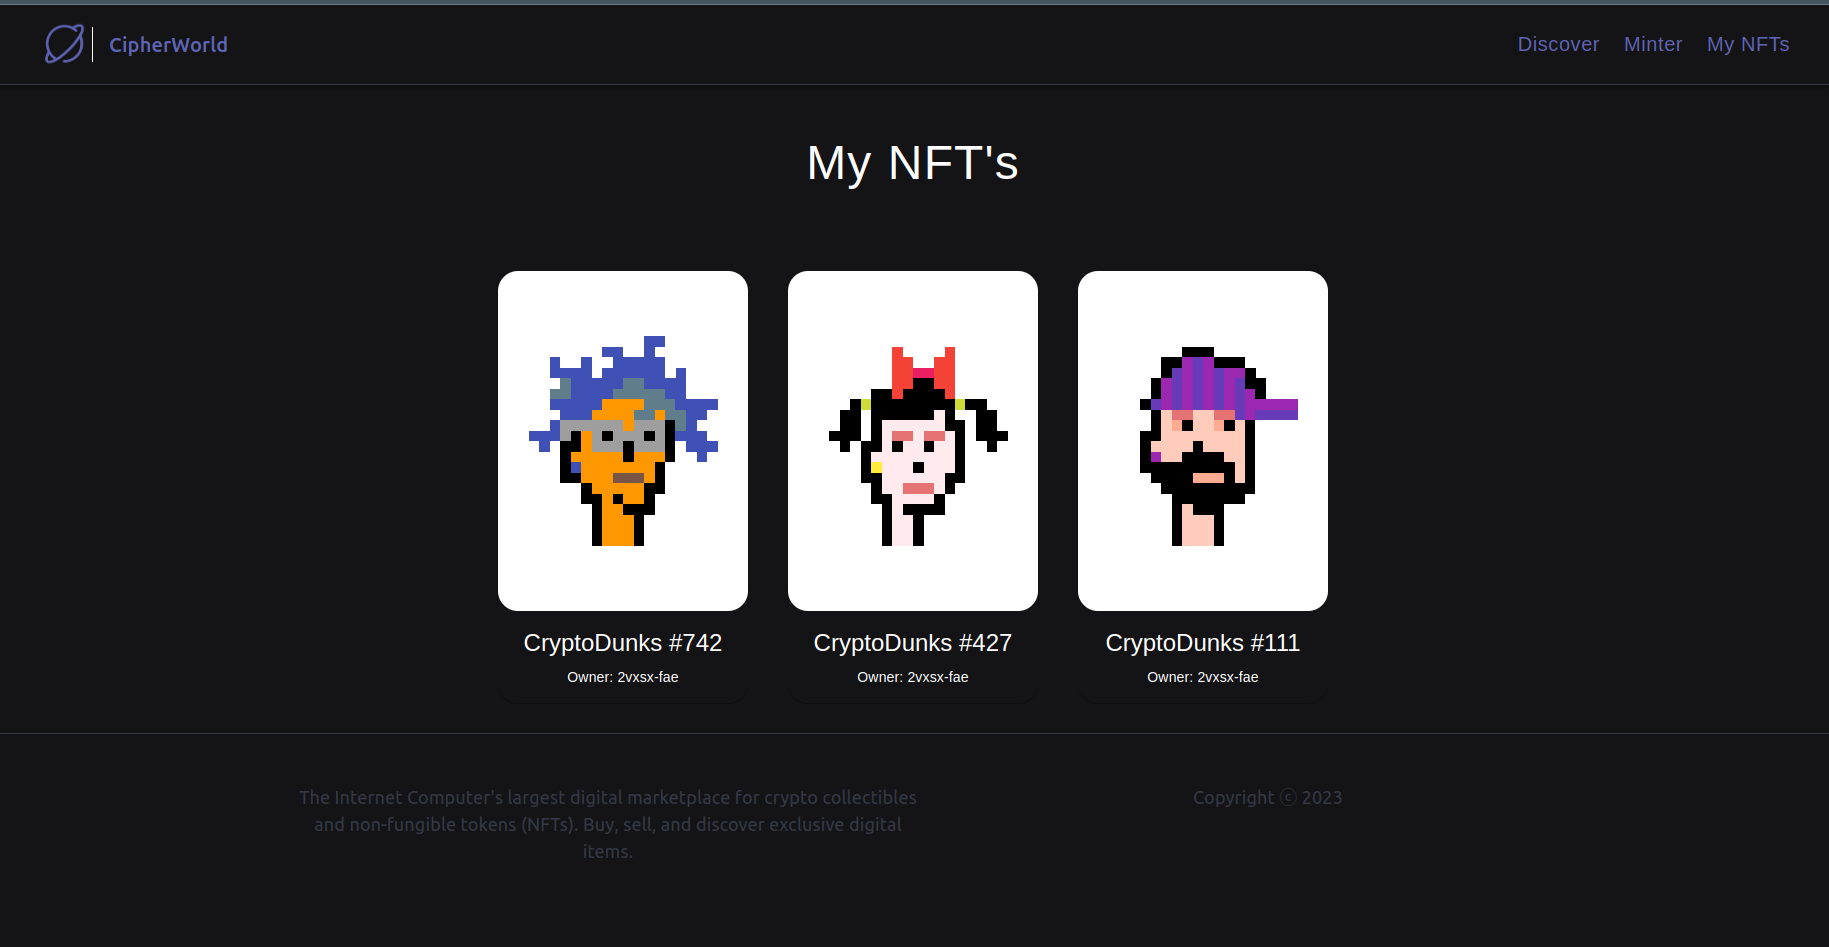 CipherWorld
Discover Minter My NFTs
My NFT's
CryptoDunks #742
Owner: 2vxsx-fae
CryptoDunks #427
Owner: 2vxsx-fae
CryptoDunks #111
Owner: 2vxsx-fae
The Internet Computer's largest digital marketplace for crypto collectibles
and non-fungible tokens (NFTs). Buy, sell, and discover exclusive digital
items.
Copyright ⓒ 2023